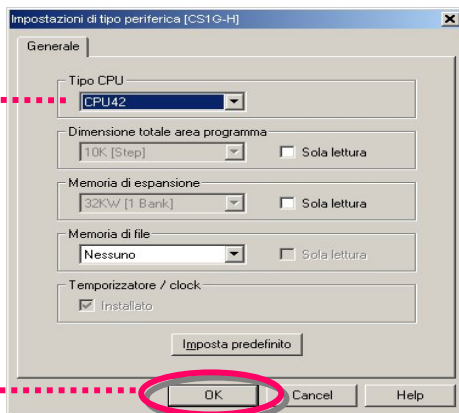 Impostazioni di tipo periferica [CS1G-H]
Generale
Tipo CPU
CPU42
Dimensione totale area programma
10K [Step]
Sola lettura
Memoria di espansione
32KW [1 Bank]
Sola lettura
Memoria di file
Nessuno
Sola lettura
Temporizzatore / clock
Installato
Imposta predefinito
OK
Cancel
Help